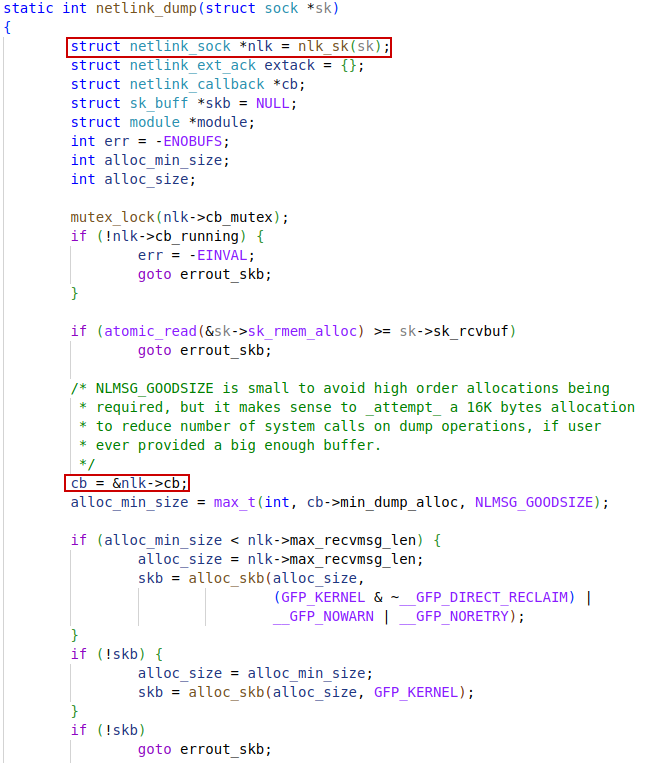 static int netlink_dump(struct sock *sk)
{
struct netlink_sock *nlk = nlk_sk(sk);
struct netlink_ext_ack extack = {};
struct netlink_callback *cb;
struct sk_buff *skb = NULL;
struct module *module;
int err = -ENOBUFS;
int alloc_min_size;
int alloc_size;
mutex_lock(nlk->cb_mutex);
if (!nlk->cb_running) {
err = -EINVAL;
goto errout_skb;
}
if (atomic_read(&sk->sk_rmem_alloc) >= sk->sk_rcvbuf)
goto errout_skb;
/* NLMSG_GOODSIZE is small to avoid high order allocations being
* required, but it makes sense to _attempt_ a 16K bytes allocation
* to reduce number of system calls on dump operations, if user
* ever provided a big enough buffer.
*/
cb = &nlk->cb;
alloc_min_size = max_t(int, cb->min_dump_alloc, NLMSG_GOODSIZE);
if (alloc_min_size < nlk->max_recvmsg_len) {
alloc_size = nlk->max_recvmsg_len;
skb = alloc_skb(alloc_size,
(GFP_KERNEL & ~__GFP_DIRECT_RECLAIM) |
__GFP_NOWARN | __GFP_NORETRY);
}
if (!skb) {
alloc_size = alloc_min_size;
skb = alloc_skb(alloc_size, GFP_KERNEL);
}
if (!skb)
goto errout_skb;